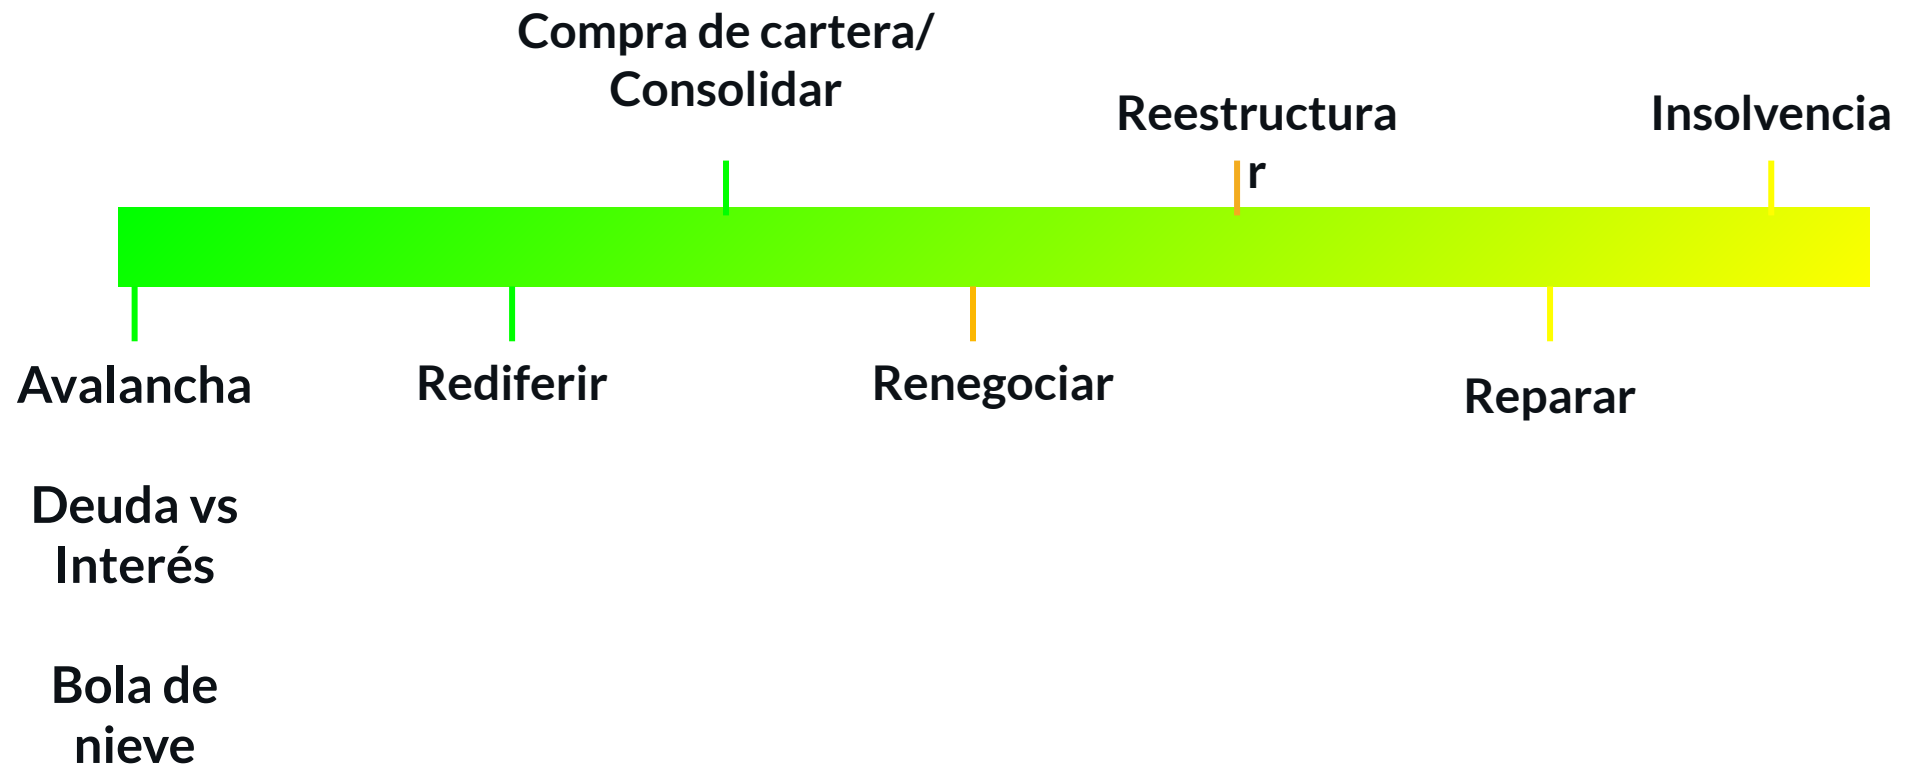 Compra de cartera/
Consolidar
Reestructura
r
Insolvencia
Avalancha
Rediferir
Renegociar
Reparar
Deuda vs
Interés
Bola de
nieve